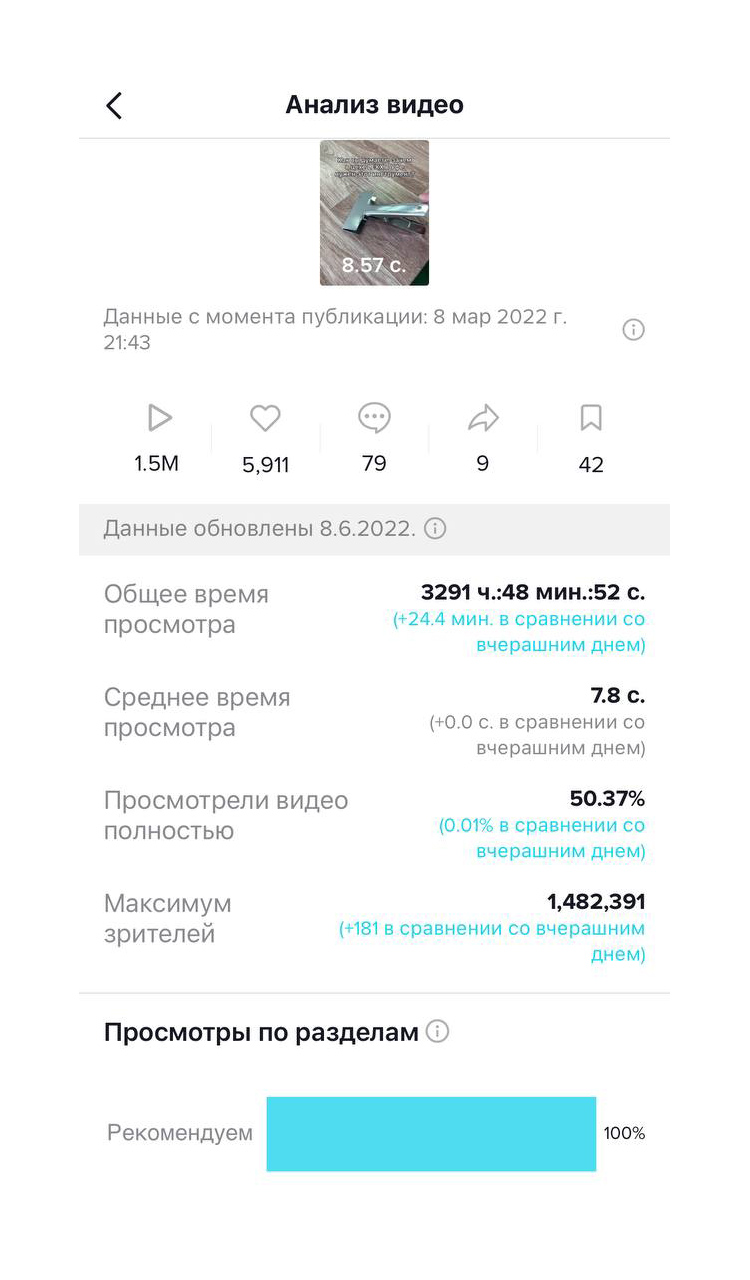 Анализ видео
8.57 с.
Данные с момента публикации: 8 мар 2022 г.
21:43
1.5M
5,911
79
9
42
Данные обновлены 8.6.2022.
Общее время
просмотра
3291 ч.:48 мин.:52 с.
(+24.4 мин. в сравнении со
вчерашним днем)
Среднее время
просмотра
7.8 с.
(+0.0 с. в сравнении со
вчерашним днем)
Просмотрели видео
полностью
50.37%
(0.01% в сравнении со
вчерашним днем)
Максимум
зрителей
1,482,391
(+181 в сравнении со вчерашним
днем)
Просмотры по разделам
Рекомендуем
100%